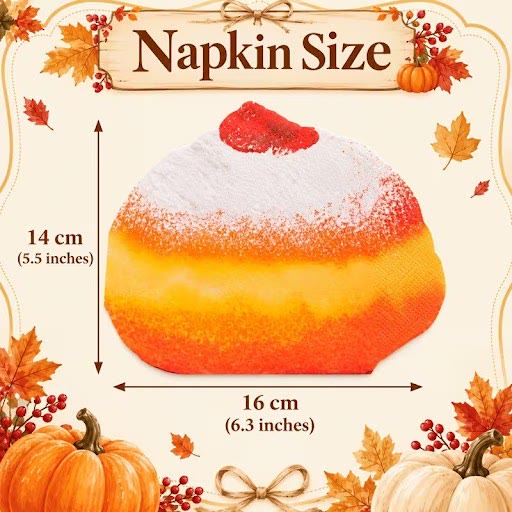 Napkin Size
14 cm
(5.5 inches)
16 cm
(6.3 inches)